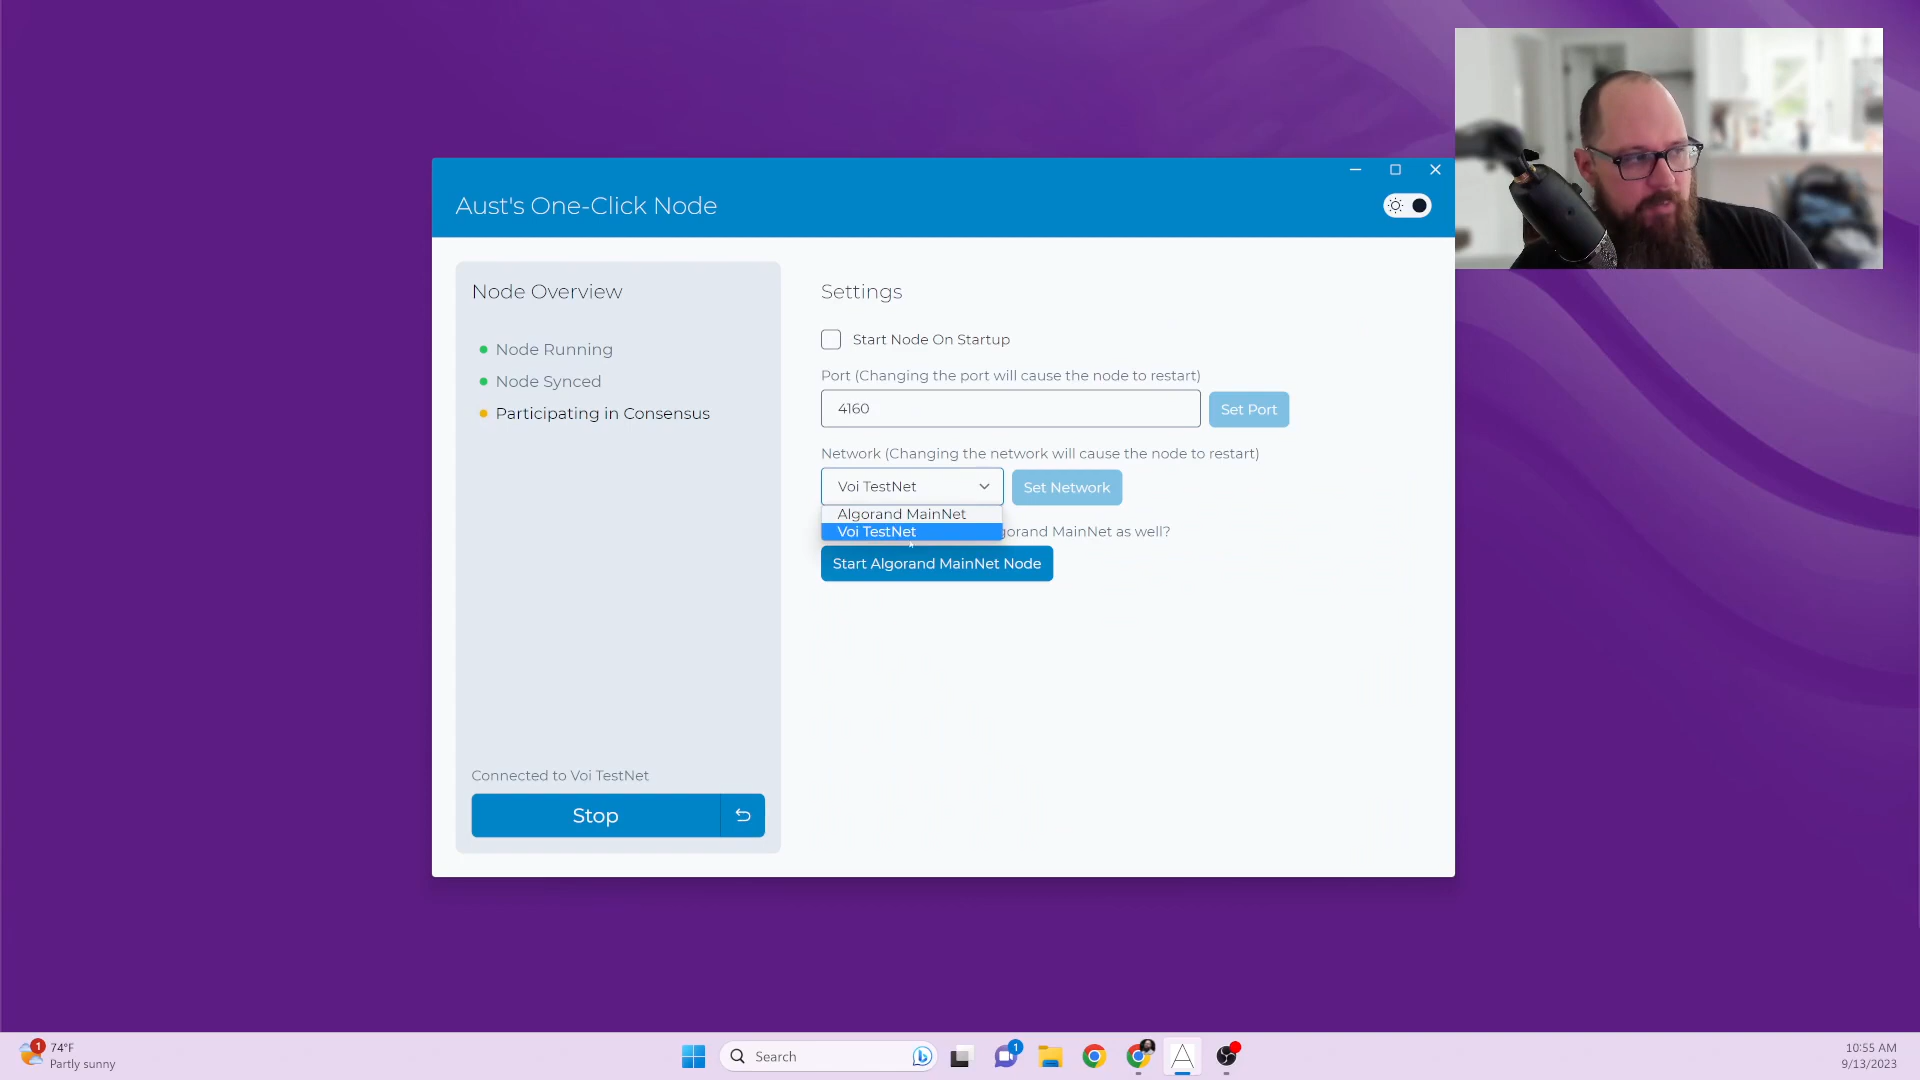 Aust's One-Click Node
Node Overview
Node Running
Node Synced
Participating in Consensus
Connected to Voi TestNet
Stop
Settings
Start Node On Startup
Port (Changing the port will cause the node to restart)
4160
Set Port
Network (Changing the network will cause the node to restart)
Voi TestNet
Set Network
Algorand MainNet
Voi TestNet
gorand MainNet as well?
Start Algorand MainNet Node
1
74°F
Partly sunny
Search
1
10:55 AM
9/13/2023